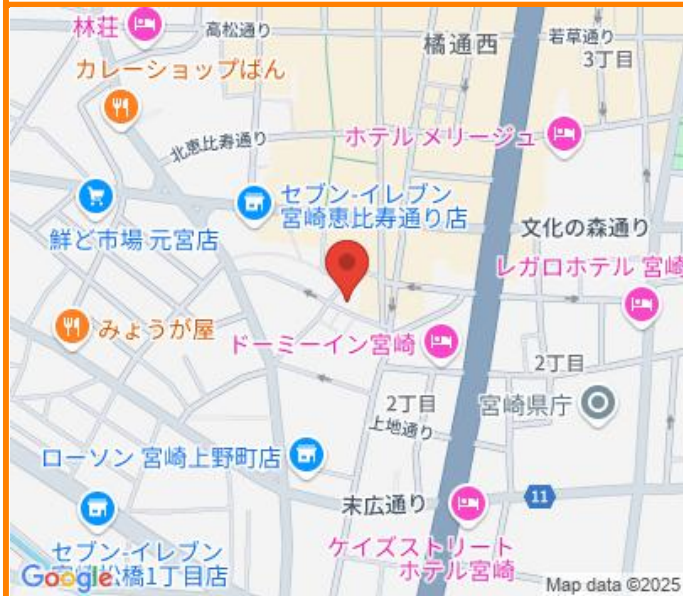 林荘
高松通り
橘通西
若草通り
3丁目
カレーショップばん
北恵比寿通り
ホテル メリージュ
セブン-イレブン
宮崎恵比寿通り店
鮮ど市場 元宮店
文化の森通り
レガロホテル 宮崎
みょうが屋
ドーミーイン宮崎
2丁目
2丁目
宮崎県庁
上地通り
ローソン 宮崎上野町店
末広通り
11
セブン-イレブン
松橋1丁目店
ケイズストリート
ホテル宮崎
Google
Map data ©2025